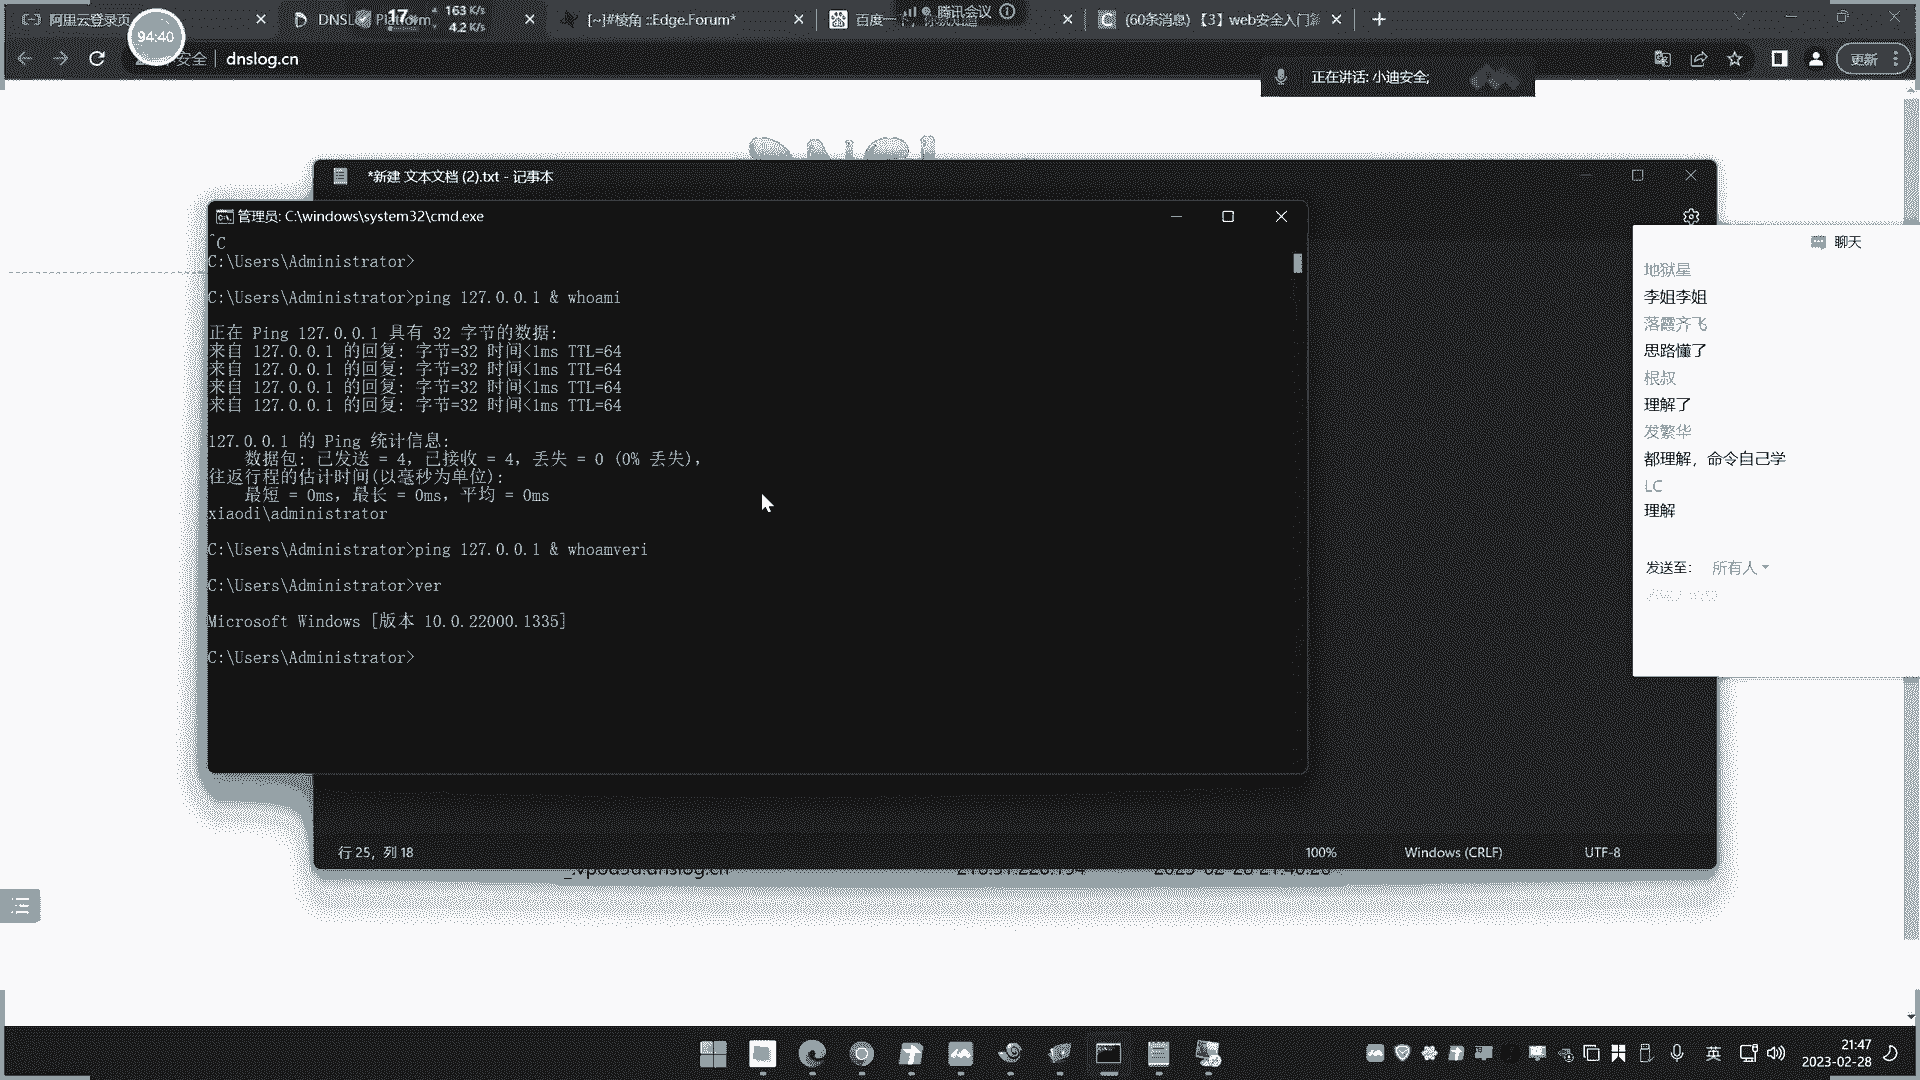 阿里云登录页
94:40
DNSL Platform
17
163 K/s
4.2 K/s
[~]#棱角 ::Edge.Forum*
百度一
腾讯会议
(60条消息) 【3】web安全入门篇
安全
dnslog.cn
更新
正在讲话: 小迪安全;
*新建 文本文档 (2).txt - 记事本
管理员: C:\windows\system32\cmd.exe
^C
C:\Users\Administrator>
C:\Users\Administrator>ping 127.0.0.1 & whoami
正在 Ping 127.0.0.1 具有 32 字节的数据:
来自 127.0.0.1 的回复: 字节=32 时间<1ms TTL=64
来自 127.0.0.1 的回复: 字节=32 时间<1ms TTL=64
来自 127.0.0.1 的回复: 字节=32 时间<1ms TTL=64
来自 127.0.0.1 的回复: 字节=32 时间<1ms TTL=64
127.0.0.1 的 Ping 统计信息:
数据包: 已发送 = 4, 已接收 = 4, 丢失 = 0 (0% 丢失),
往返行程的估计时间(以毫秒为单位):
最短 = 0ms, 最长 = 0ms, 平均 = 0ms
xiaodi\administrator
C:\Users\Administrator>ping 127.0.0.1 & whoamveri
C:\Users\Administrator>ver
Microsoft Windows [版本 10.0.22000.1335]
C:\Users\Administrator>
聊天
地狱星
李姐李姐
落霞齐飞
思路懂了
根叔
理解了
发繁华
都理解，命令自己学
LC
理解
发送至: 所有人
行 25，列 18
100%
Windows (CRLF)
UTF-8
英
21:47
2023-02-28